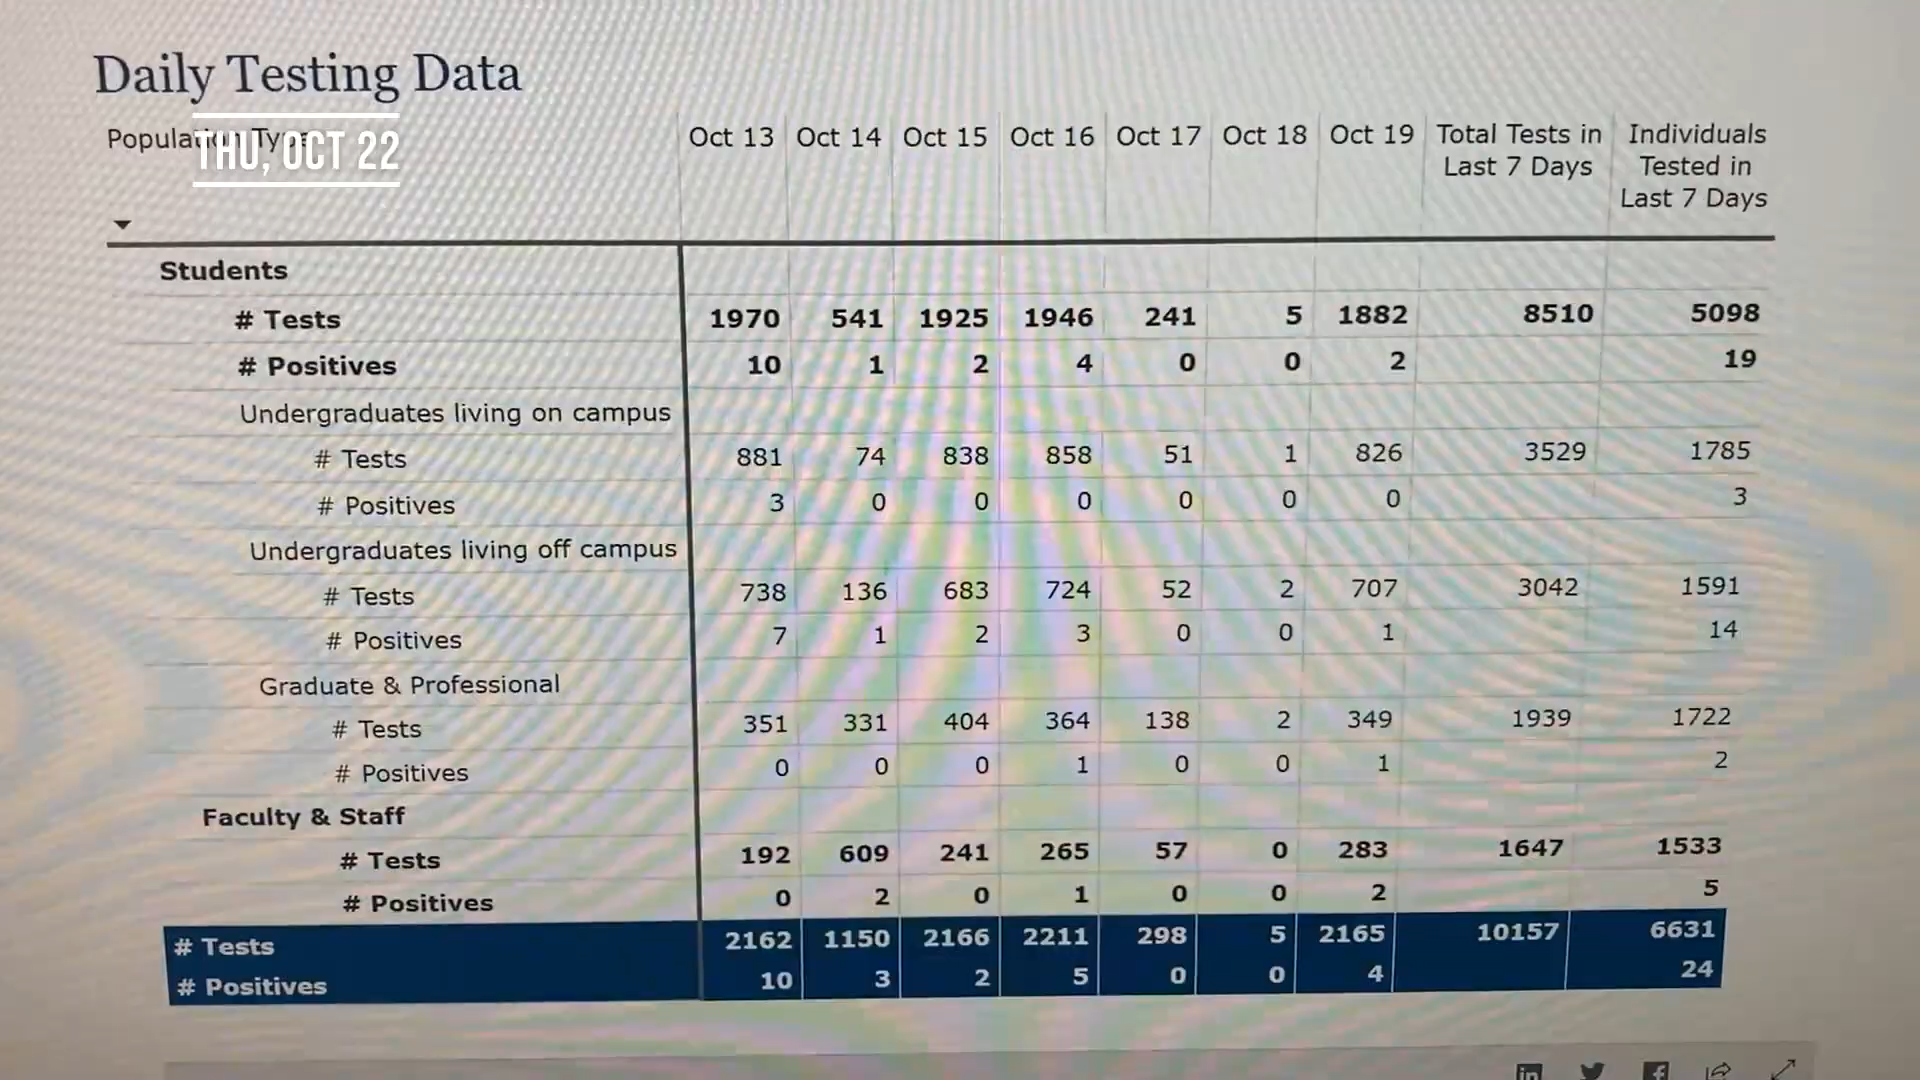 Daily Testing Data
Population Type Oct 13 Oct 14 Oct 15 Oct 16 Oct 17 Oct 18 Oct 19 Total Tests in Last 7 Days Individuals Tested in Last 7 Days
THU, OCT 22
Students
# Tests 1970 541 1925 1946 241 5 1882 8510 5098
# Positives 10 1 2 4 0 0 2 19
Undergraduates living on campus
# Tests 881 74 838 858 51 1 826 3529 1785
# Positives 3 0 0 0 0 0 0 3
Undergraduates living off campus
# Tests 738 136 683 724 52 2 707 3042 1591
# Positives 7 1 2 3 0 0 1 14
Graduate & Professional
# Tests 351 331 404 364 138 2 349 1939 1722
# Positives 0 0 0 1 0 0 1 2
Faculty & Staff
# Tests 192 609 241 265 57 0 283 1647 1533
# Positives 0 2 0 1 0 0 2 5
# Tests 2162 1150 2166 2211 298 5 2165 10157 6631
# Positives 10 3 2 5 0 0 4 24
in